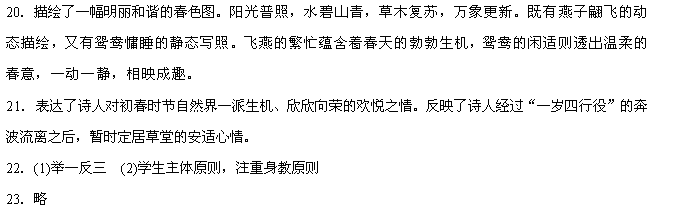 20．描绘了一幅明丽和谐的春色图。阳光普照，水碧山青，草木复苏，万象更新。既有燕子翩飞的动
态描绘，又有鸳鸯慵睡的静态写照。飞燕的繁忙蕴含着春天的勃勃生机，鸳鸯的闲适则透出温柔的
春意，一动一静，相映成趣。
21．表达了诗人对初春时节自然界一派生机、欣欣向荣的欢悦之情。反映了诗人经过“一岁四行役”的奔
波流离之后，暂时定居草堂的安适心情。
22．(1)举一反三　(2)学生主体原则，注重身教原则
23．略